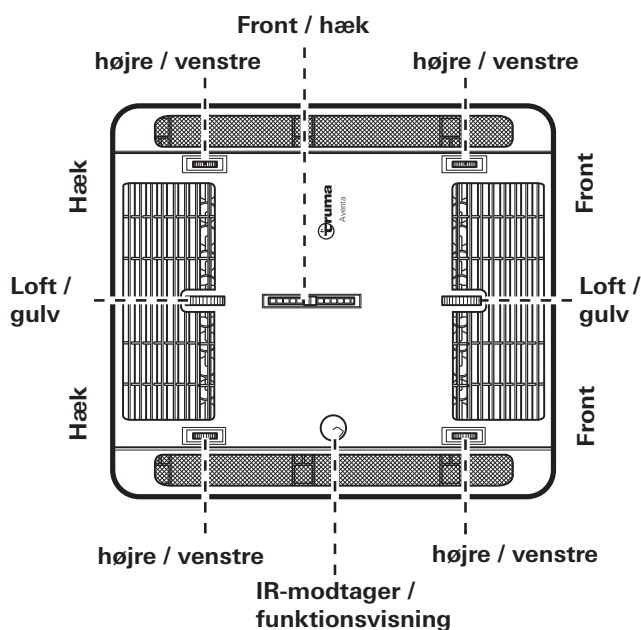 Front / hæk
højre / venstre
højre / venstre
Hæk
Front
truma
Aventa
Loft /
gulv
Loft /
gulv
Hæk
Front
højre / venstre
højre / venstre
IR-modtager /
funktionsvisning